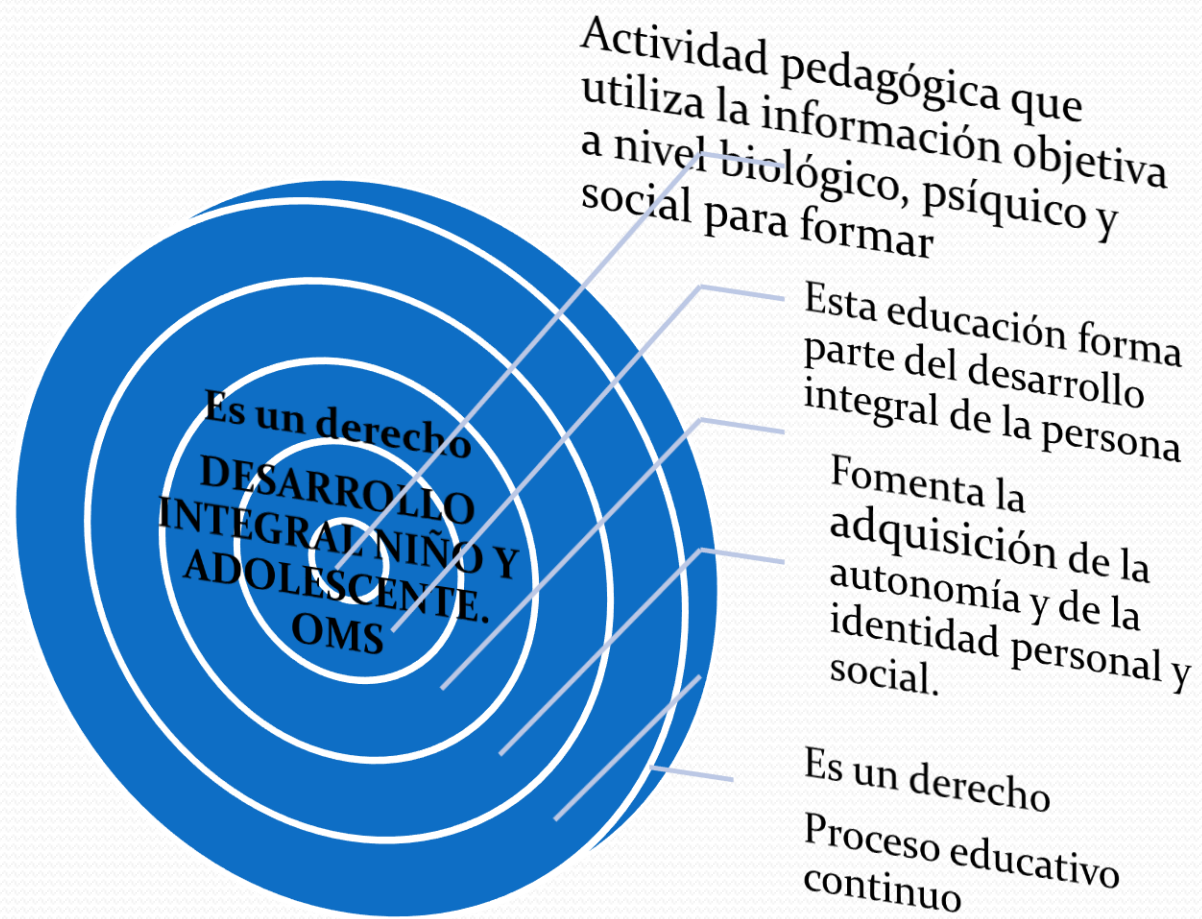 Actividad pedagógica que
utiliza la información objetiva
a nivel biológico, psíquico y
social para formar
Esta educación forma
parte del desarrollo
integral de la persona
Fomenta la
adquisición de la
autonomía y de la
identidad personal y
social.
Es un derecho
Proceso educativo
continuo
Es un derecho
DESARROLLO
INTEGRAL NIÑO Y
ADOLESCENTE.
OMS